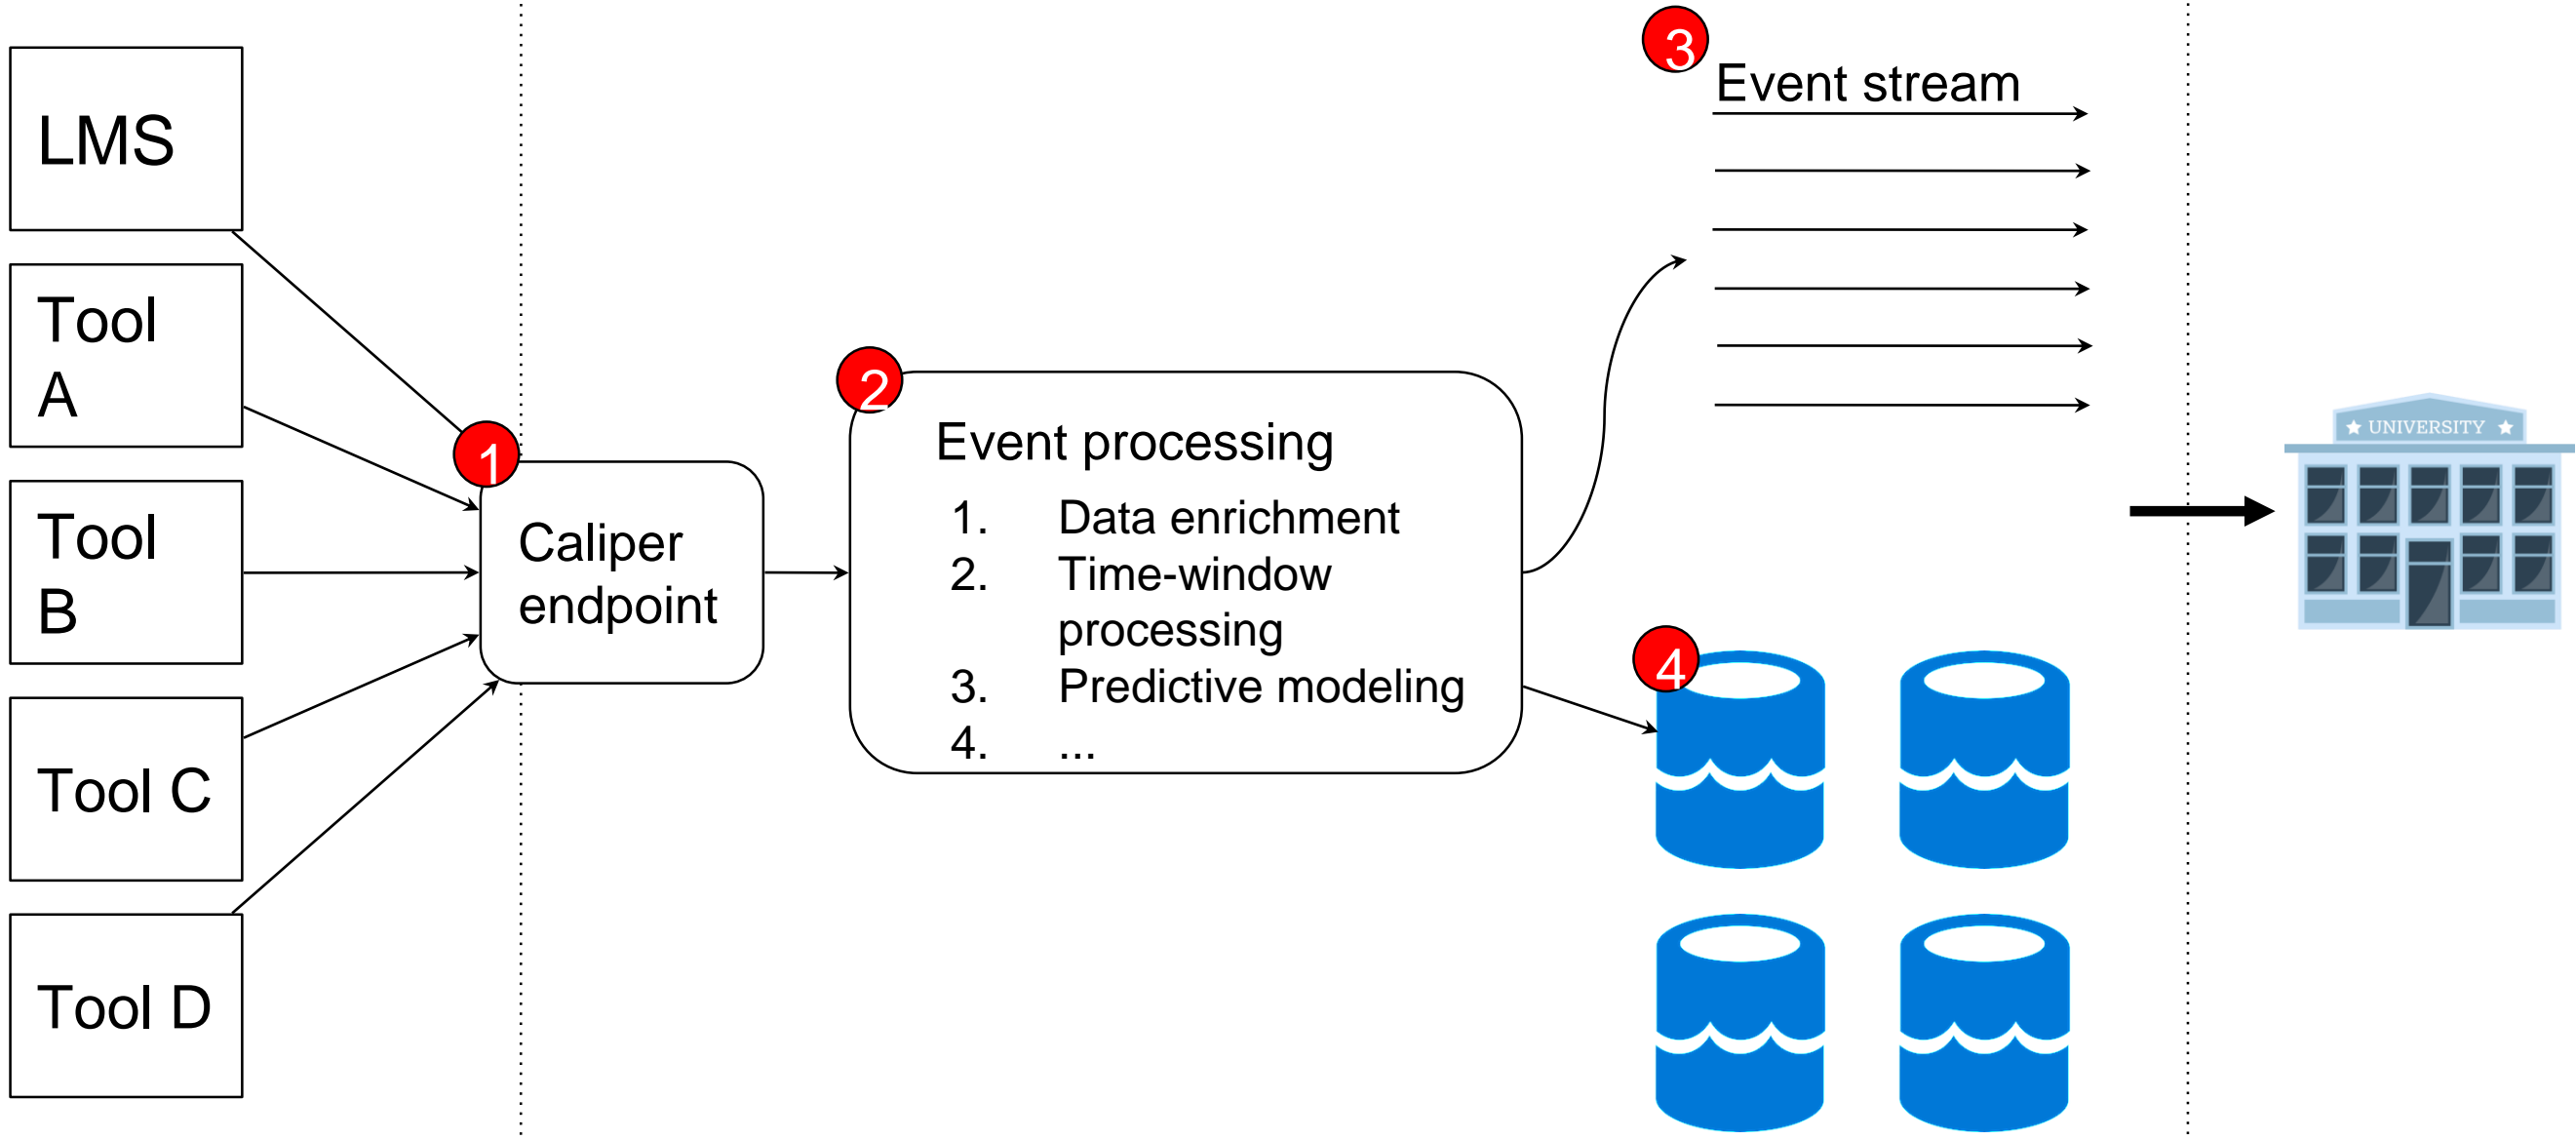 LMS
Tool
A
Tool
B
Tool C
Tool D
1
Caliper
endpoint
2
Event processing
1. Data enrichment
2. Time-window
processing
3. Predictive modeling
4. ...
3
Event stream
4
★ UNIVERSITY ★